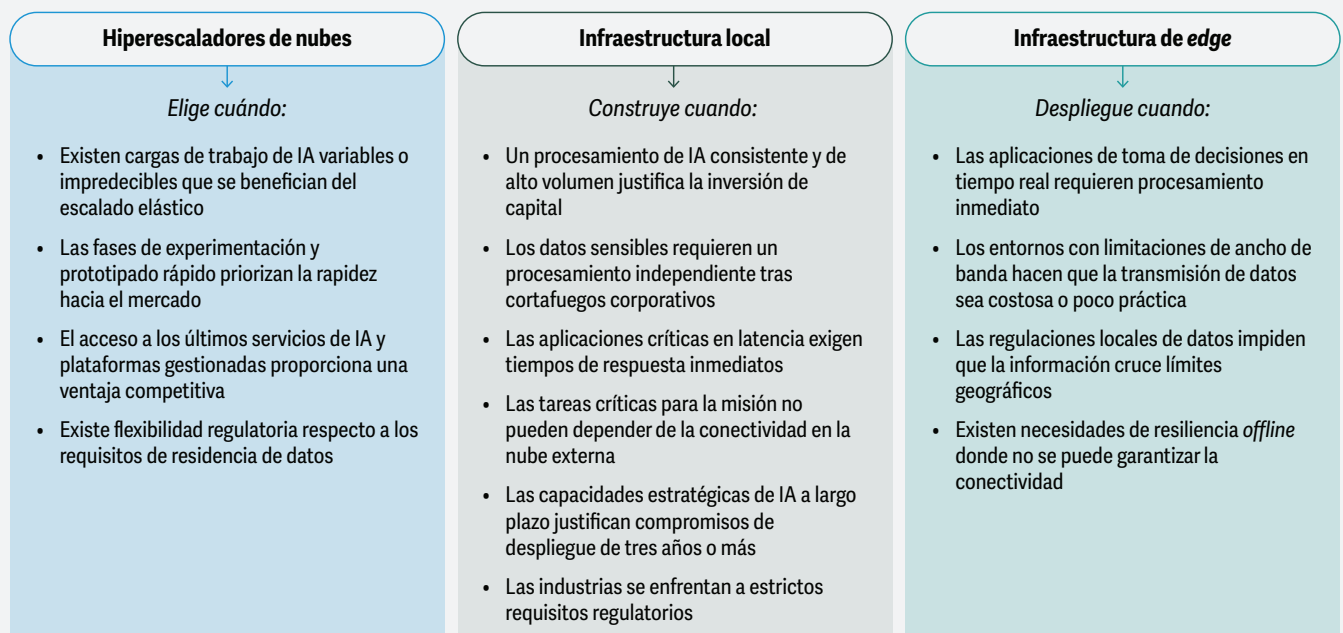 Hiperescaladores de nubes
Elige cuándo:
• Existen cargas de trabajo de IA variables o
impredecibles que se benefician del
escalado elástico
• Las fases de experimentación y
prototipado rápido priorizan la rapidez
hacia el mercado
• El acceso a los últimos servicios de IA y
plataformas gestionadas proporciona una
ventaja competitiva
• Existe flexibilidad regulatoria respecto a los
requisitos de residencia de datos
Infraestructura local
Construye cuando:
• Un procesamiento de IA consistente y de
alto volumen justifica la inversión de
capital
• Los datos sensibles requieren un
procesamiento independiente tras
cortafuegos corporativos
• Las aplicaciones críticas en latencia exigen
tiempos de respuesta inmediatos
• Las tareas críticas para la misión no
pueden depender de la conectividad en la
nube externa
• Las capacidades estratégicas de IA a largo
plazo justifican compromisos de
despliegue de tres años o más
• Las industrias se enfrentan a estrictos
requisitos regulatorios
Infraestructura de edge
Despliegue cuando:
• Las aplicaciones de toma de decisiones en
tiempo real requieren procesamiento
inmediato
• Los entornos con limitaciones de ancho de
banda hacen que la transmisión de datos
sea costosa o poco práctica
• Las regulaciones locales de datos impiden
que la información cruce límites
geográficos
• Existen necesidades de resiliencia offline
donde no se puede garantizar la
conectividad